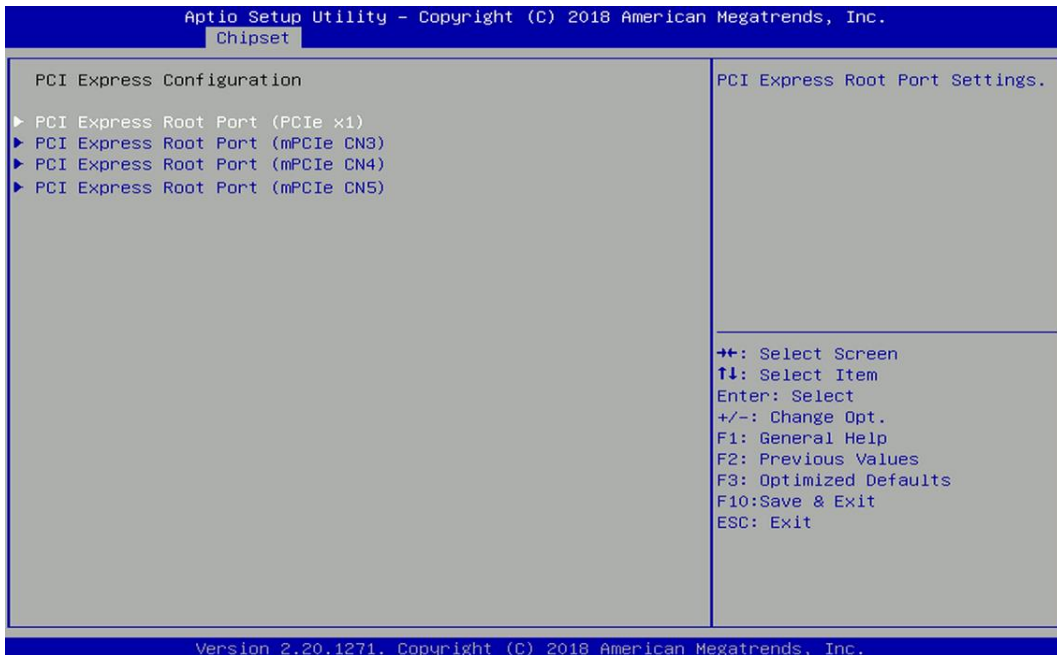 Aptio Setup Utility – Copyright (C) 2018 American Megatrends, Inc.
Chipset
PCI Express Configuration
▶ PCI Express Root Port (PCIe x1)
▶ PCI Express Root Port (mPCIe CN3)
▶ PCI Express Root Port (mPCIe CN4)
▶ PCI Express Root Port (mPCIe CN5)
PCI Express Root Port Settings.
→←: Select Screen
↑↓: Select Item
Enter: Select
+/-: Change Opt.
F1: General Help
F2: Previous Values
F3: Optimized Defaults
F10:Save & Exit
ESC: Exit
Version 2.20.1271. Copyright (C) 2018 American Megatrends, Inc.